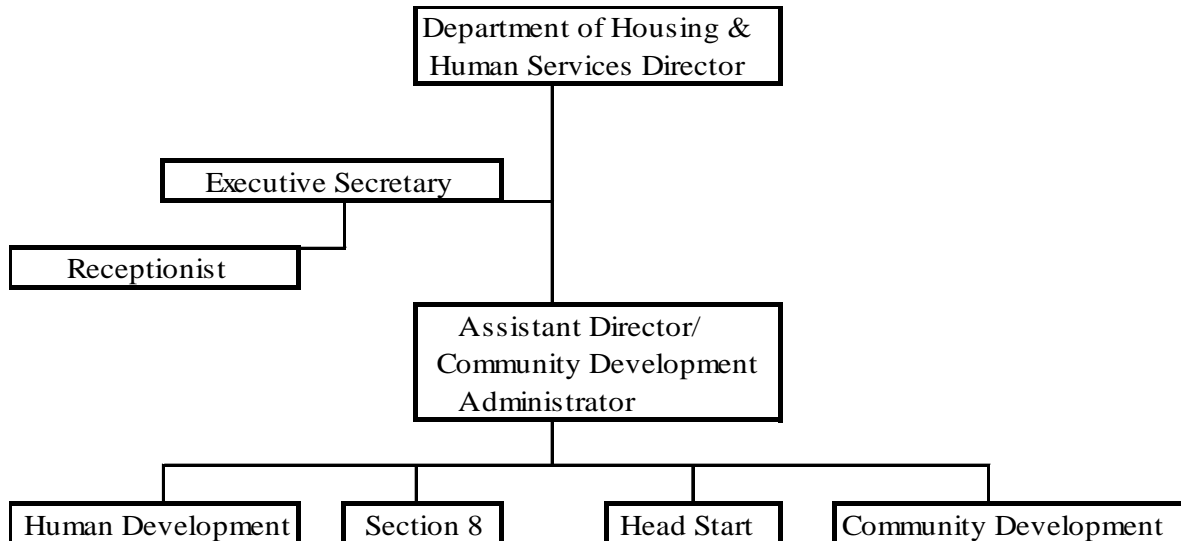 Department of Housing &
Human Services Director
Executive Secretary
Receptionist
Assistant Director/
Community Development
Administrator
Human Development
Section 8
Head Start
Community Development